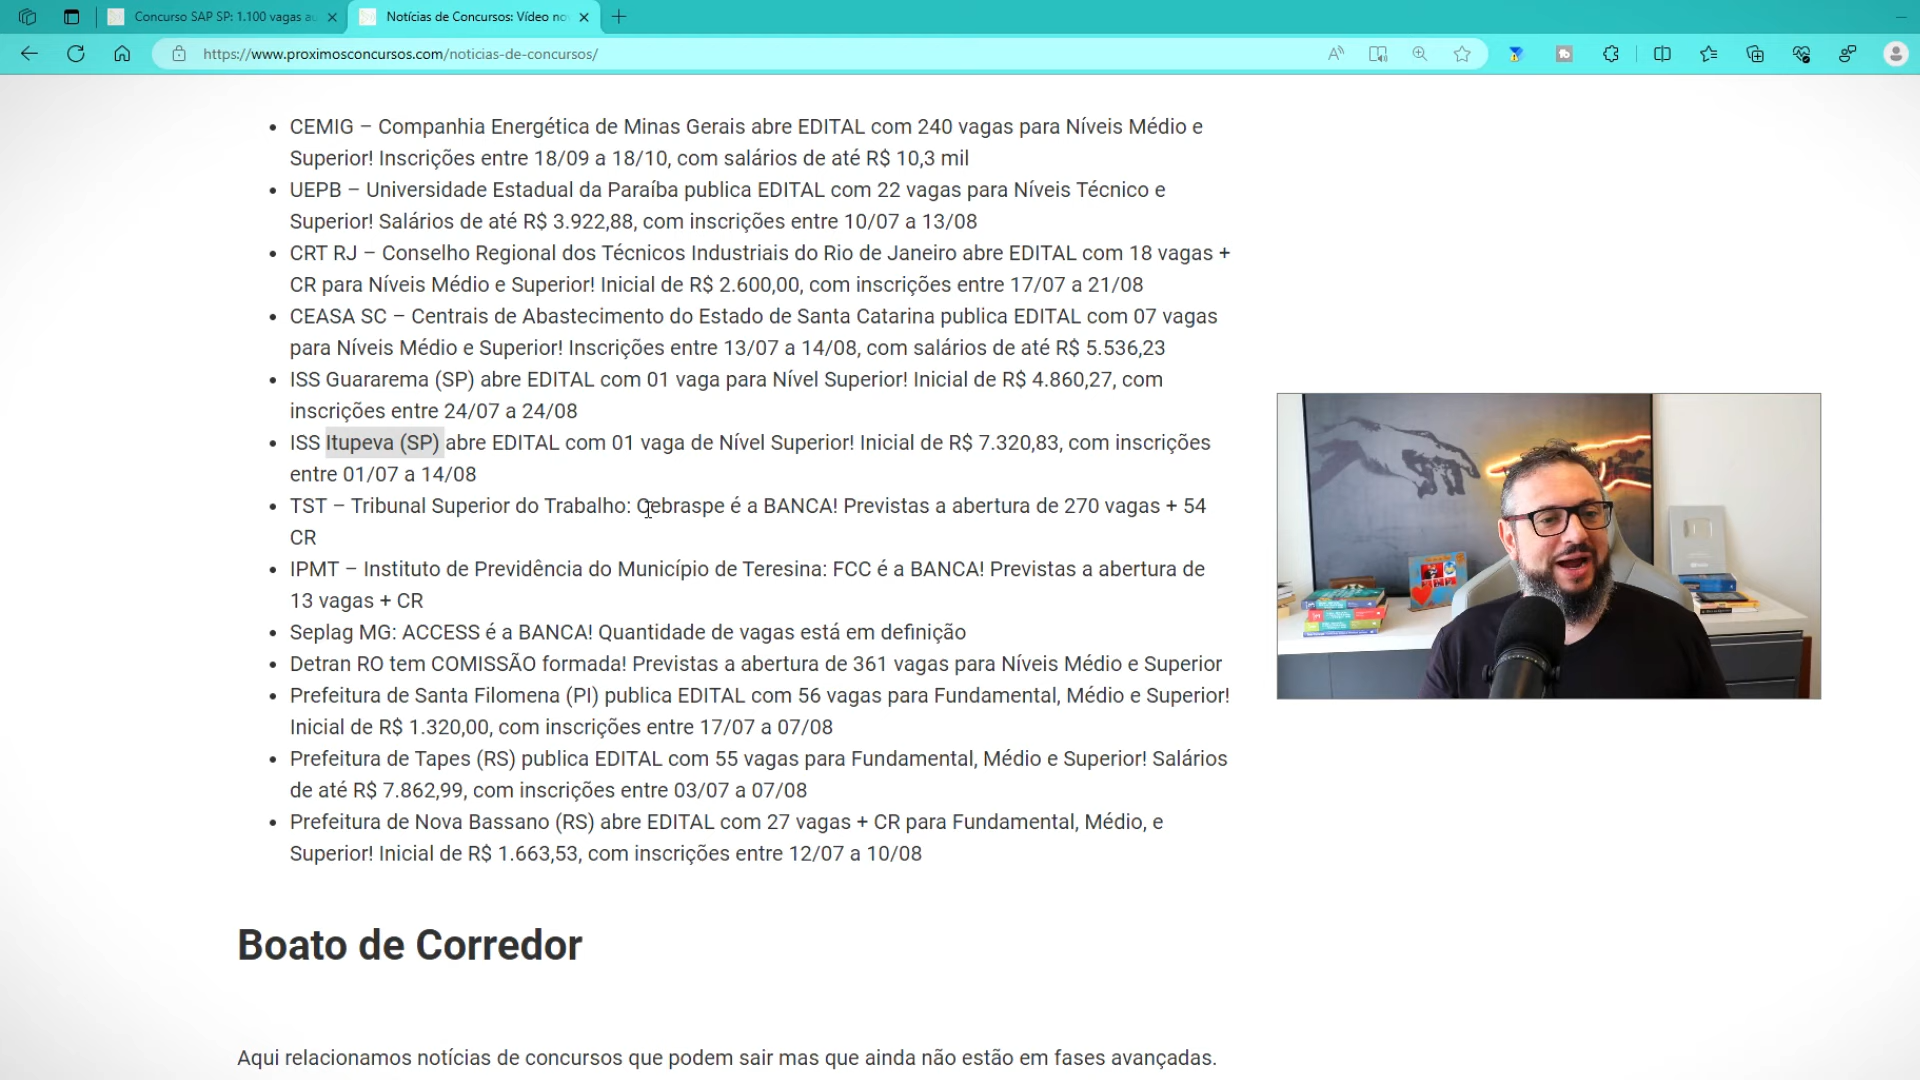 Concurso SAP SP: 1.100 vagas au
Notícias de Concursos: Vídeo no
https://www.proximosconcursos.com/noticias-de-concursos/
• CEMIG – Companhia Energética de Minas Gerais abre EDITAL com 240 vagas para Níveis Médio e
Superior! Inscrições entre 18/09 a 18/10, com salários de até R$ 10,3 mil
• UEPB – Universidade Estadual da Paraíba publica EDITAL com 22 vagas para Níveis Técnico e
Superior! Salários de até R$ 3.922,88, com inscrições entre 10/07 a 13/08
• CRT RJ – Conselho Regional dos Técnicos Industriais do Rio de Janeiro abre EDITAL com 18 vagas +
CR para Níveis Médio e Superior! Inicial de R$ 2.600,00, com inscrições entre 17/07 a 21/08
• CEASA SC – Centrais de Abastecimento do Estado de Santa Catarina publica EDITAL com 07 vagas
para Níveis Médio e Superior! Inscrições entre 13/07 a 14/08, com salários de até R$ 5.536,23
• ISS Guararema (SP) abre EDITAL com 01 vaga para Nível Superior! Inicial de R$ 4.860,27, com
inscrições entre 24/07 a 24/08
• ISS Itupeva (SP) abre EDITAL com 01 vaga de Nível Superior! Inicial de R$ 7.320,83, com inscrições
entre 01/07 a 14/08
• TST – Tribunal Superior do Trabalho: Cebraspe é a BANCA! Previstas a abertura de 270 vagas + 54
CR
• IPMT – Instituto de Previdência do Município de Teresina: FCC é a BANCA! Previstas a abertura de
13 vagas + CR
• Seplag MG: ACCESS é a BANCA! Quantidade de vagas está em definição
• Detran RO tem COMISSÃO formada! Previstas a abertura de 361 vagas para Níveis Médio e Superior
• Prefeitura de Santa Filomena (PI) publica EDITAL com 56 vagas para Fundamental, Médio e Superior!
Inicial de R$ 1.320,00, com inscrições entre 17/07 a 07/08
• Prefeitura de Tapes (RS) publica EDITAL com 55 vagas para Fundamental, Médio e Superior! Salários
de até R$ 7.862,99, com inscrições entre 03/07 a 07/08
• Prefeitura de Nova Bassano (RS) abre EDITAL com 27 vagas + CR para Fundamental, Médio, e
Superior! Inicial de R$ 1.663,53, com inscrições entre 12/07 a 10/08
Boato de Corredor
Aqui relacionamos notícias de concursos que podem sair mas que ainda não estão em fases avançadas.